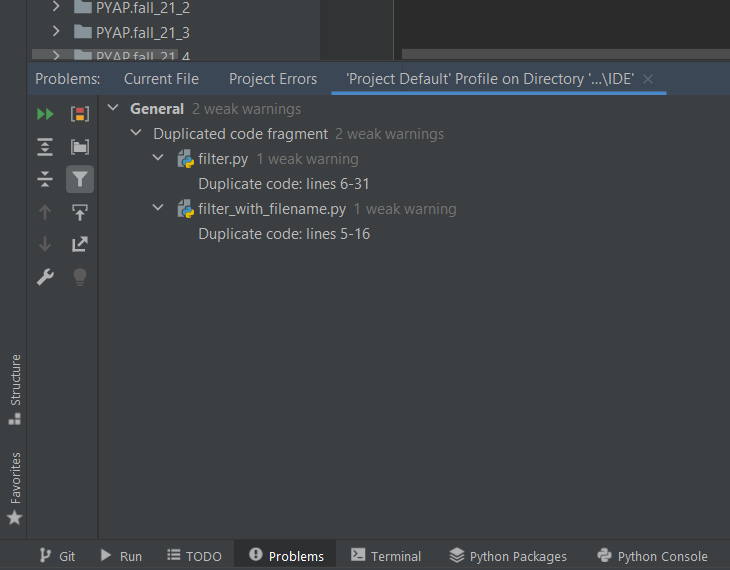 PYAP.fall_21_2
PYAP.fall_21_3
PYAP.fall_21_4
Problems: Current File Project Errors 'Project Default' Profile on Directory '...\IDE'
General 2 weak warnings
Duplicated code fragment 2 weak warnings
filter.py 1 weak warning
Duplicate code: lines 6-31
filter_with_filename.py 1 weak warning
Duplicate code: lines 5-16
Structure
Favorites
Git Run TODO Problems Terminal Python Packages Python Console